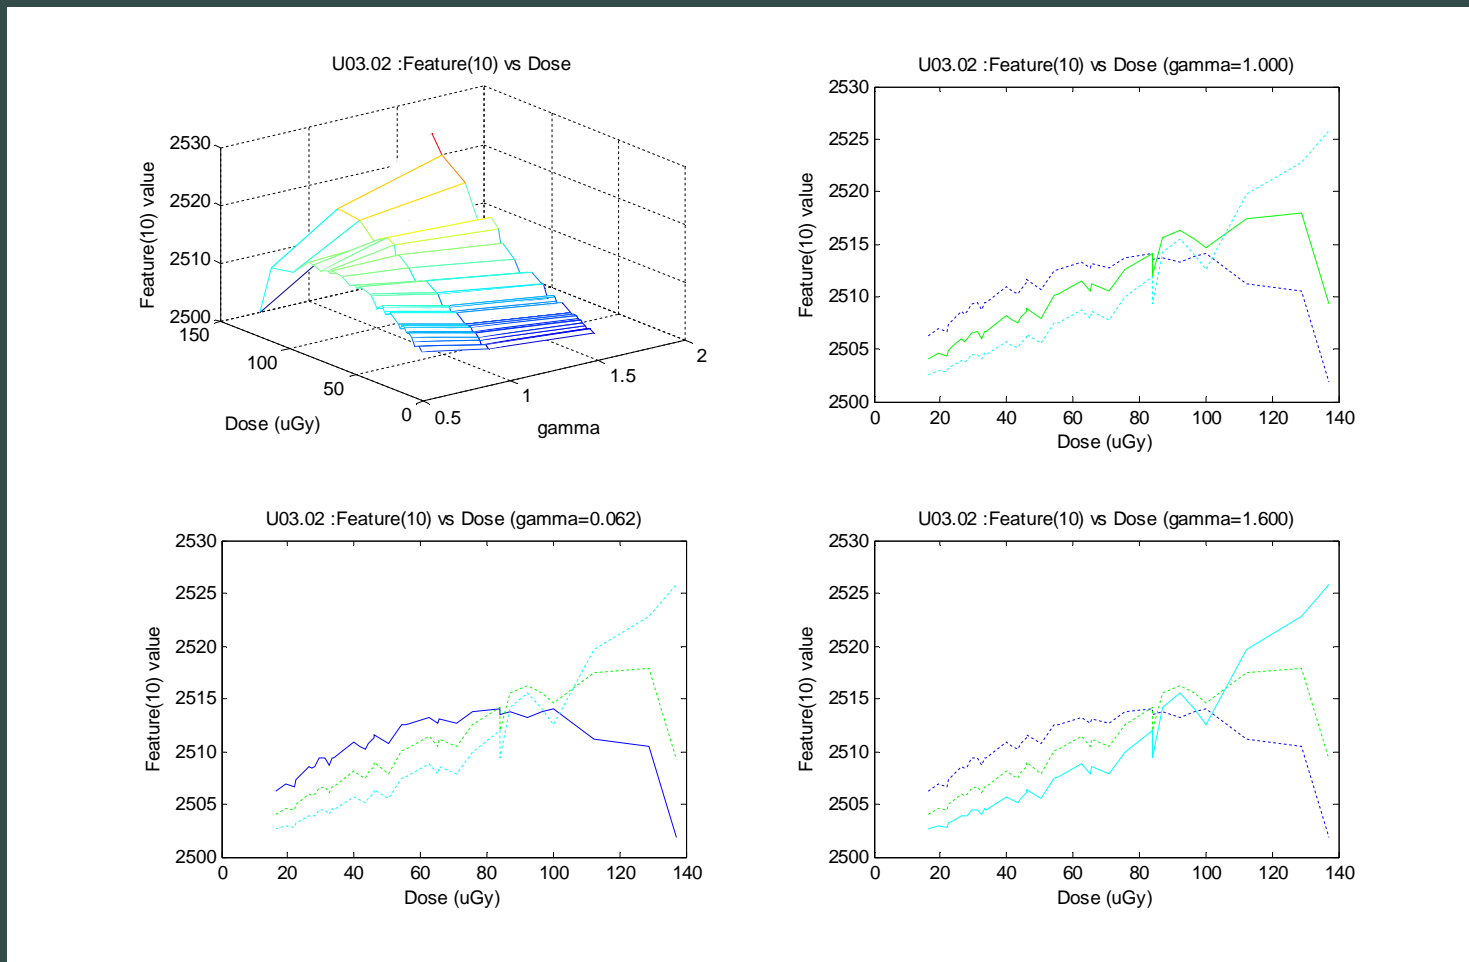 U03.02 :Feature(10) vs Dose
2530
2520
2510
2500
Feature(10) value
150
100
50
0
Dose (uGy)
0.5
1
1.5
2
gamma
U03.02 :Feature(10) vs Dose (gamma=1.000)
2530
2525
2520
2515
2510
2505
2500
Feature(10) value
0 20 40 60 80 100 120 140
Dose (uGy)
U03.02 :Feature(10) vs Dose (gamma=0.062)
2530
2525
2520
2515
2510
2505
2500
Feature(10) value
0 20 40 60 80 100 120 140
Dose (uGy)
U03.02 :Feature(10) vs Dose (gamma=1.600)
2530
2525
2520
2515
2510
2505
2500
Feature(10) value
0 20 40 60 80 100 120 140
Dose (uGy)